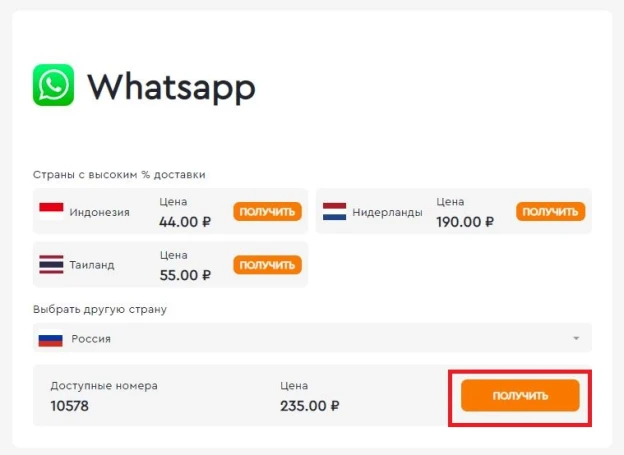 Whatsapp
Страны с высоким % доставки
Индонезия
Цена
44.00 ₽
ПОЛУЧИТЬ
Нидерланды
Цена
190.00 ₽
ПОЛУЧИТЬ
Таиланд
Цена
55.00 ₽
ПОЛУЧИТЬ
Выбрать другую страну
Россия
Доступные номера
10578
Цена
235.00 ₽
ПОЛУЧИТЬ